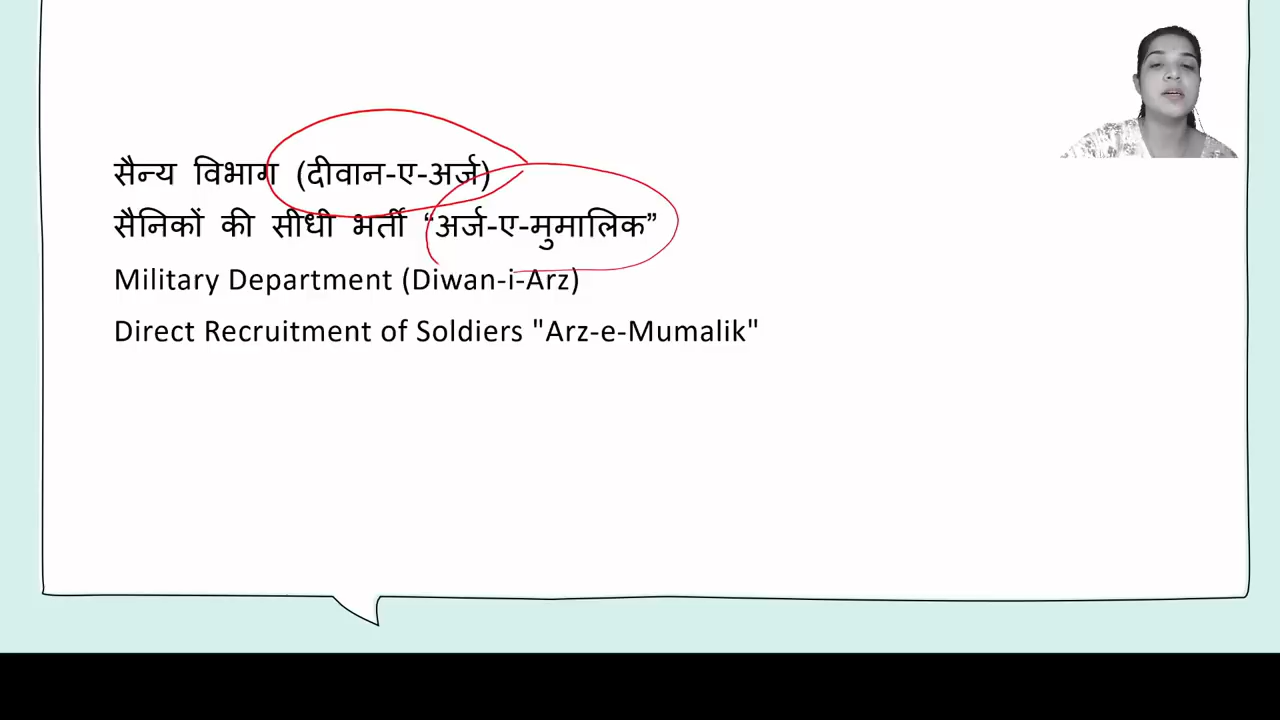 सैन्य विभाग (दीवान-ए-अर्ज)
सैनिकों की सीधी भर्ती “अर्ज-ए-मुमालिक”
Military Department (Diwan-i-Arz)
Direct Recruitment of Soldiers "Arz-e-Mumalik"